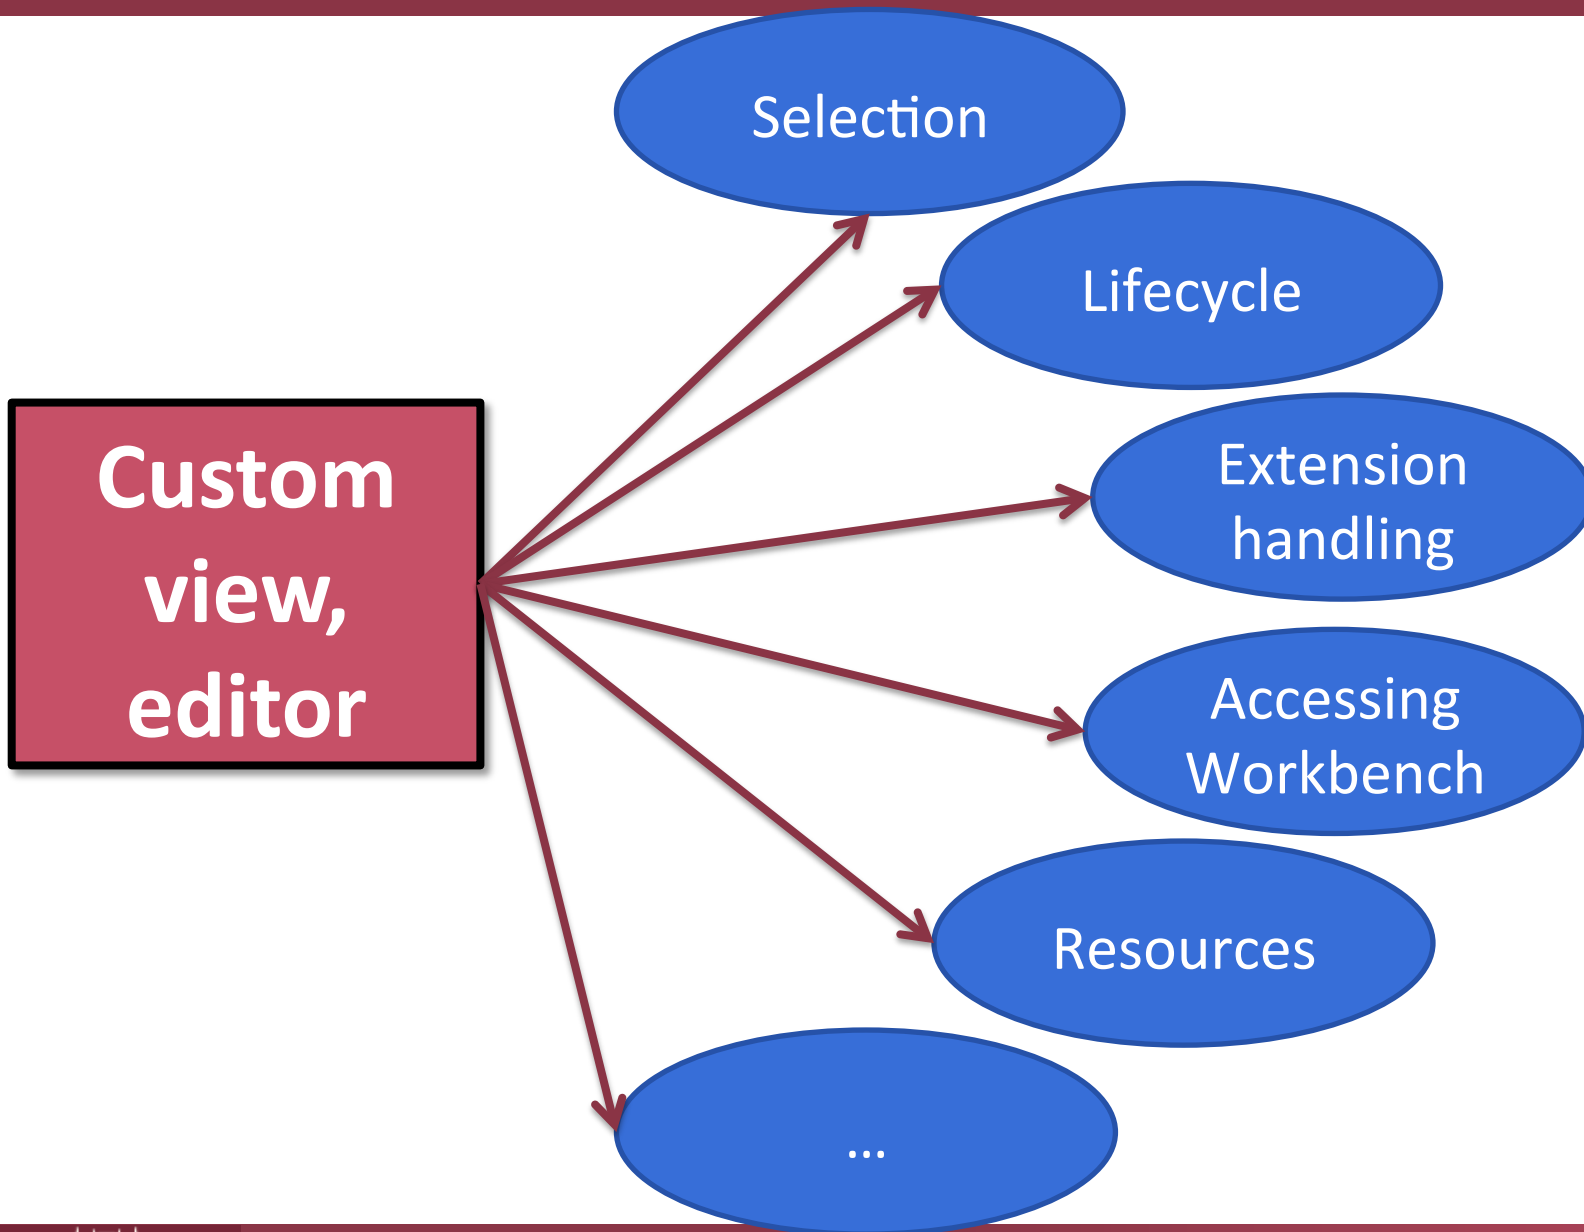 Selection
Lifecycle
Custom
view,
editor
Extension
handling
Accessing
Workbench
Resources
...